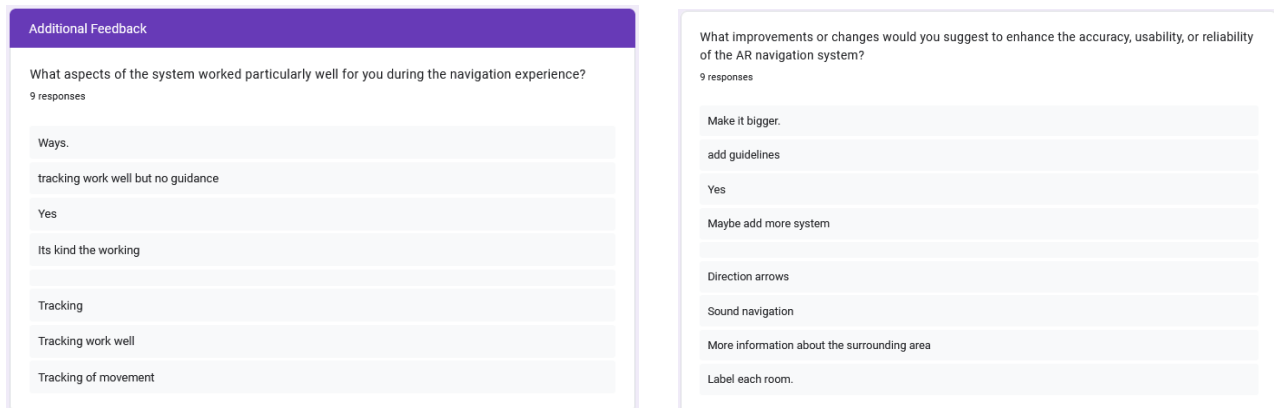 Additional Feedback
What aspects of the system worked particularly well for you during the navigation experience?
9 responses
Ways.
tracking work well but no guidance
Yes
Its kind the working
Tracking
Tracking work well
Tracking of movement
What improvements or changes would you suggest to enhance the accuracy, usability, or reliability
of the AR navigation system?
9 responses
Make it bigger.
add guidelines
Yes
Maybe add more system
Direction arrows
Sound navigation
More information about the surrounding area
Label each room.